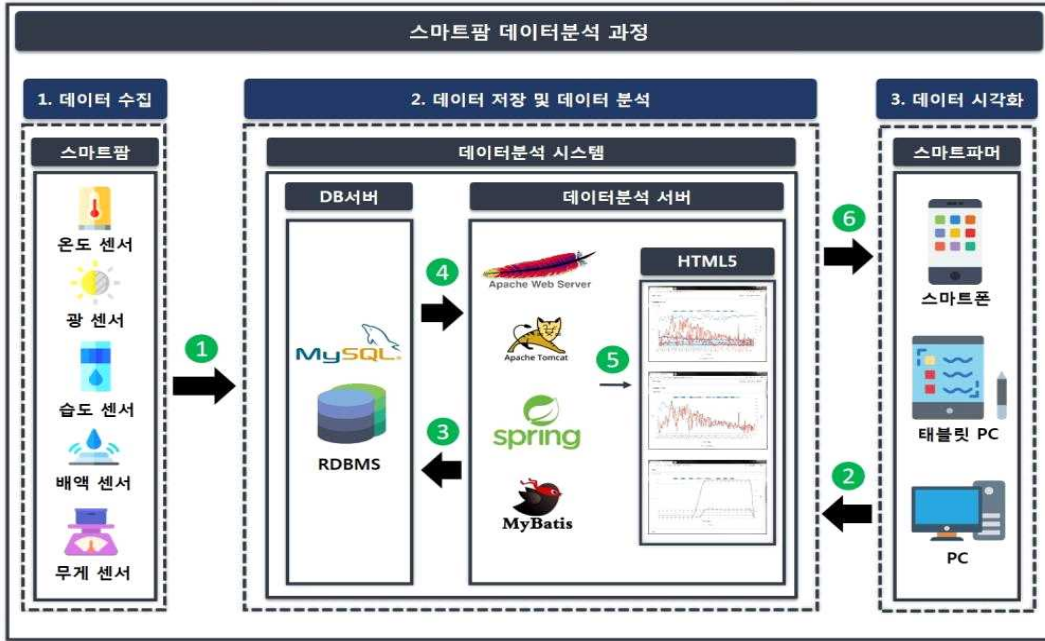 스마트팜 데이터분석 과정
1. 데이터 수집
2. 데이터 저장 및 데이터 분석
3. 데이터 시각화
스마트팜
데이터분석 시스템
스마트파머
DB서버
데이터분석 서버
온도 센서
광 센서
습도 센서
배액 센서
무게 센서
1
MySQL
RDBMS
4
3
Apache Web Server
Apache Tomcat
spring
MyBatis
5
HTML5
6
2
스마트폰
태블릿 PC
PC